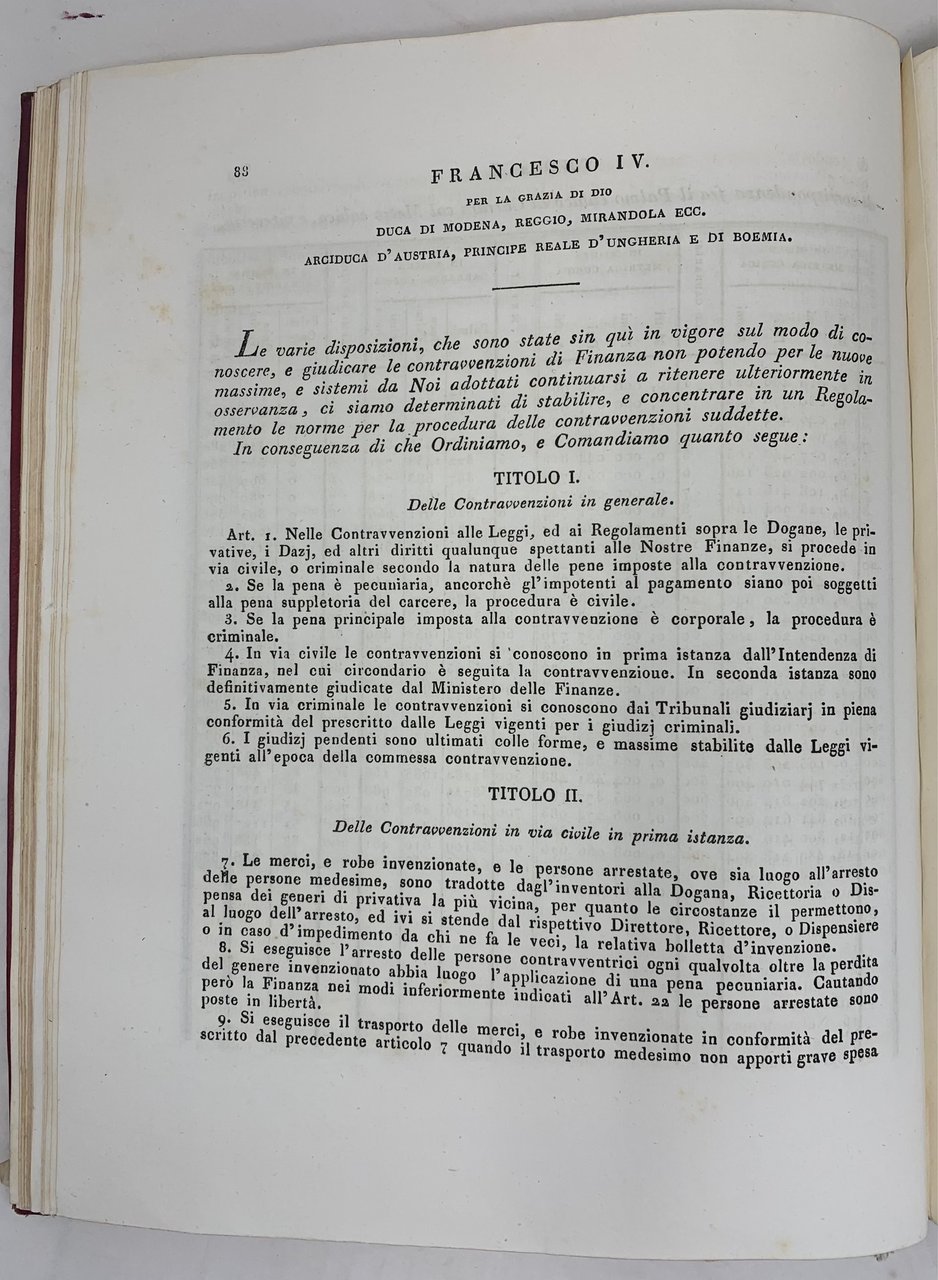 88
FRANCESCO IV.
PER LA GRAZIA DI DIO
DUCA DI MODENA, REGGIO, MIRANDOLA ECC.
ARCIDUCA D'AUSTRIA, PRINCIPE REALE D'UNGHERIA E DI BOEMIA.
Le varie disposizioni, che sono state sin quì in vigore sul modo di co-
noscere, e giudicare le contravvenzioni di Finanza non potendo per le nuove
massime, e sistemi da Noi adottati continuarsi a ritenere ulteriormente in
osservanza, ci siamo determinati di stabilire, e concentrare in un Regola-
mento le norme per la procedura delle contravvenzioni suddette.
In conseguenza di che Ordiniamo, e Comandiamo quanto segue:
TITOLO I.
Delle Contravvenzioni in generale.
Art. 1. Nelle Contravvenzioni alle Leggi, ed ai Regolamenti sopra le Dogane, le pri-
vative, i Dazj, ed altri diritti qualunque spettanti alle Nostre Finanze, si procede in
via civile, o criminale secondo la natura delle pene imposte alla contravvenzione.
2. Se la pena è pecuniaria, ancorchè gl'impotenti al pagamento siano poi soggetti
alla pena suppletoria del carcere, la procedura è civile.
3. Se la pena principale imposta alla contravvenzione è corporale, la procedura è
criminale.
4. In via civile le contravvenzioni si conoscono in prima istanza dall'Intendenza di
Finanza, nel cui circondario è seguita la contravvenzione. In seconda istanza sono
definitivamente giudicate dal Ministero delle Finanze.
5. In via criminale le contravvenzioni si conoscono dai Tribunali giudiziarj in piena
conformità del prescritto dalle Leggi vigenti per i giudizj criminali.
6. I giudizj pendenti sono ultimati colle forme, e massime stabilite dalle Leggi vi-
genti all'epoca della commessa contravvenzione.
TITOLO II.
Delle Contravvenzioni in via civile in prima istanza.
7. Le merci, e robe invenzionate, e le persone arrestate, ove sia luogo all'arresto
delle persone medesime, sono tradotte dagl'inventori alla Dogana, Ricettoria o Dis-
pensa dei generi di privativa la più vicina, per quanto le circostanze il permettono,
al luogo dell'arresto, ed ivi si stende dal rispettivo Direttore, Ricettore, o Dispensiere
o in caso d'impedimento da chi ne fa le veci, la relativa bolletta d'invenzione.
8. Si eseguisce l'arresto delle persone contravventrici ogni qualvolta oltre la perdita
del genere invenzionato abbia luogo l'applicazione di una pena pecuniaria. Cautando
però la Finanza nei modi inferiormente indicati all'Art. 22 le persone arrestate sono
poste in libertà.
9. Si eseguisce il trasporto delle merci, e robe invenzionate in conformità del pre-
scritto dal precedente articolo 7 quando il trasporto medesimo non apporti grave spesa